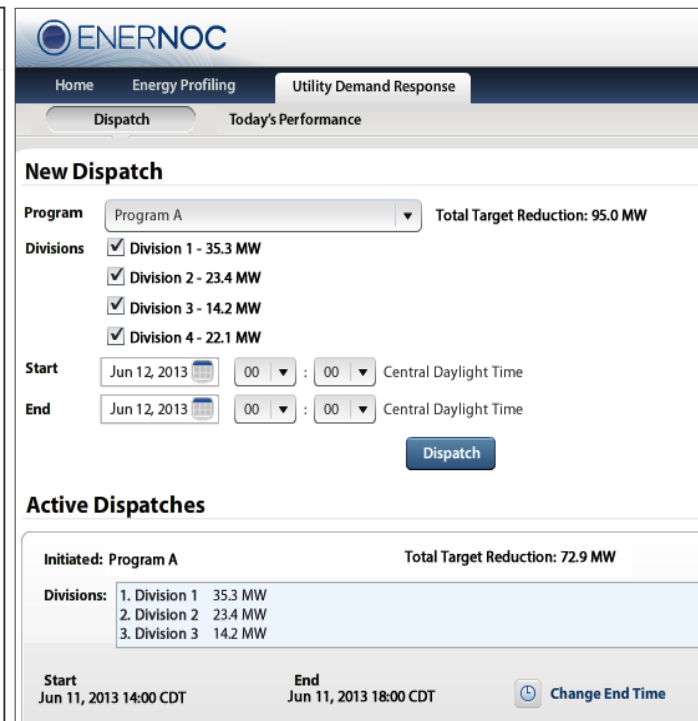 ENERNOC
Home Energy Profiling Utility Demand Response
Dispatch Today's Performance
New Dispatch
Program Program A Total Target Reduction: 95.0 MW
Divisions Division 1 - 35.3 MW
Division 2 - 23.4 MW
Division 3 - 14.2 MW
Division 4 - 22.1 MW
Start Jun 12, 2013 00 : 00 Central Daylight Time
End Jun 12, 2013 00 : 00 Central Daylight Time
Dispatch
Active Dispatches
Initiated: Program A Total Target Reduction: 72.9 MW
Divisions: 1. Division 1 35.3 MW
2. Division 2 23.4 MW
3. Division 3 14.2 MW
Start End
Jun 11, 2013 14:00 CDT Jun 11, 2013 18:00 CDT Change End Time